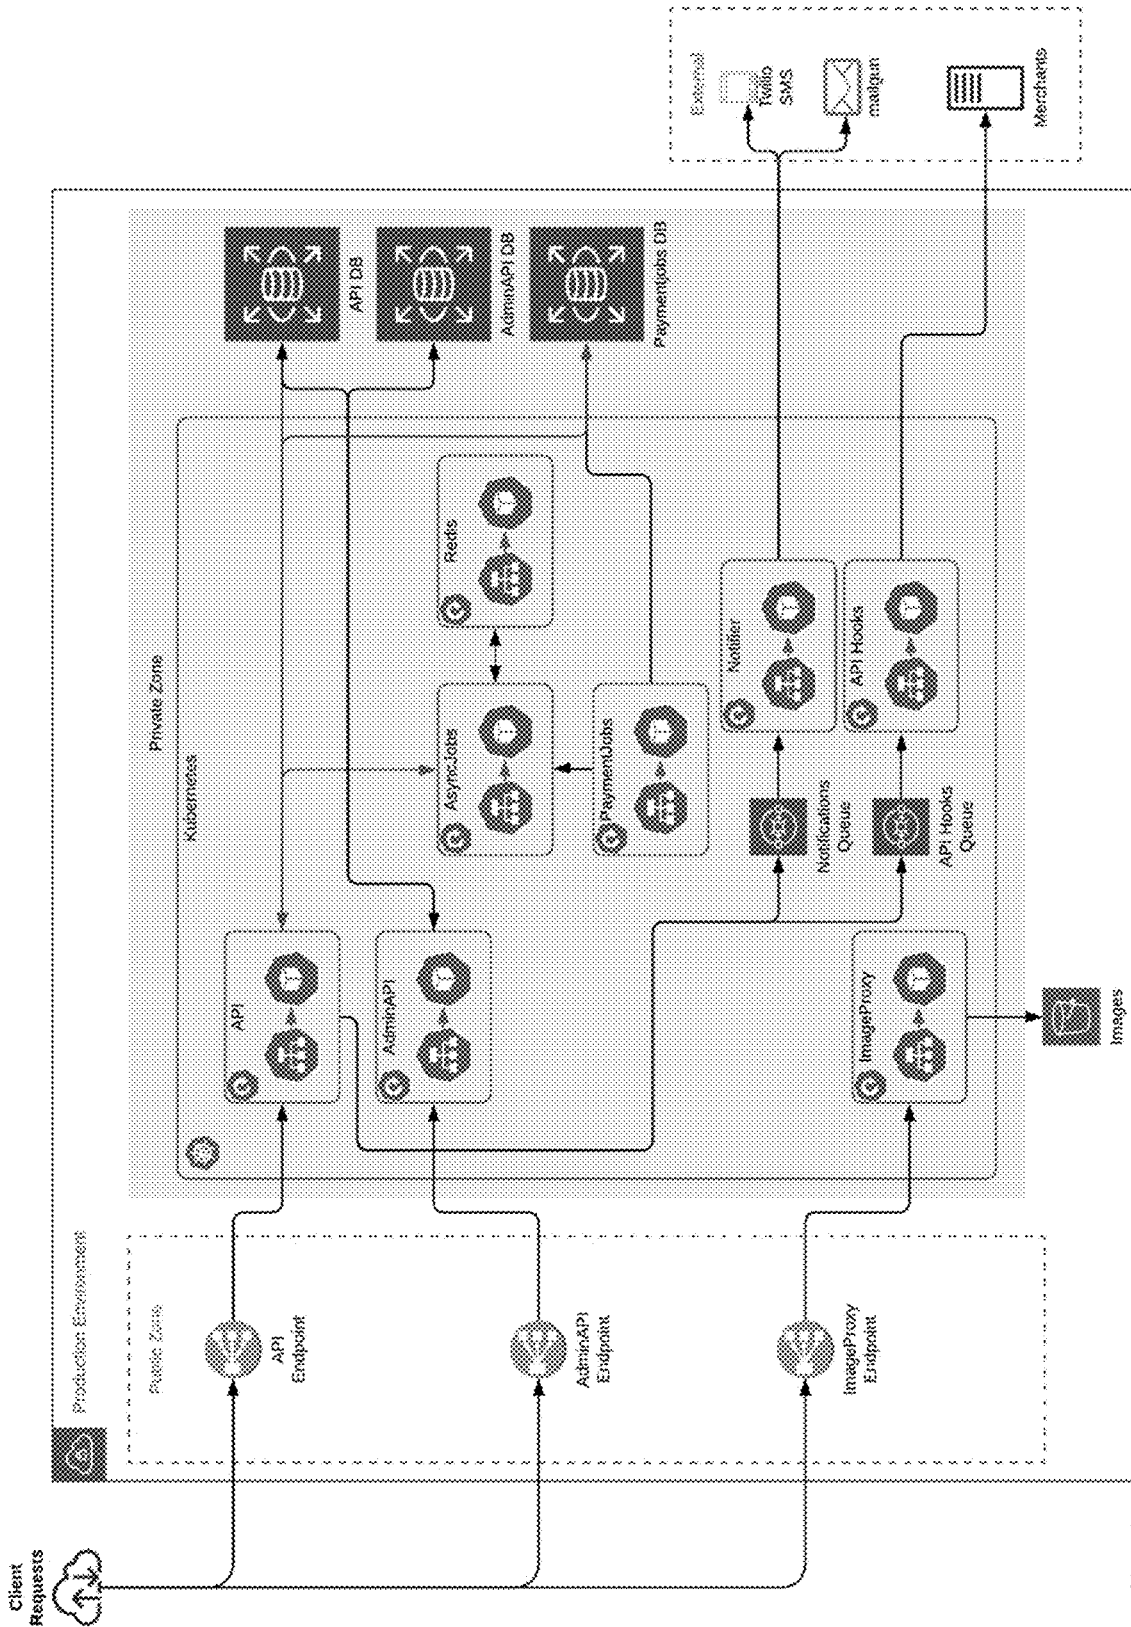 Client
Requests
Production Environment
Public Zone
API
Endpoint
AdminAPI
Endpoint
ImageProxy
Endpoint
Private Zone
Kubernetes
API
AdminAPI
ImageProxy
Images
AsyncJobs
Redis
PaymentJobs
Notifications
Queue
API Hooks
Queue
Notifier
API Hooks
API DB
AdminAPI DB
Paymentjobs DB
External
Twilio
SMS
mailgun
Merchants